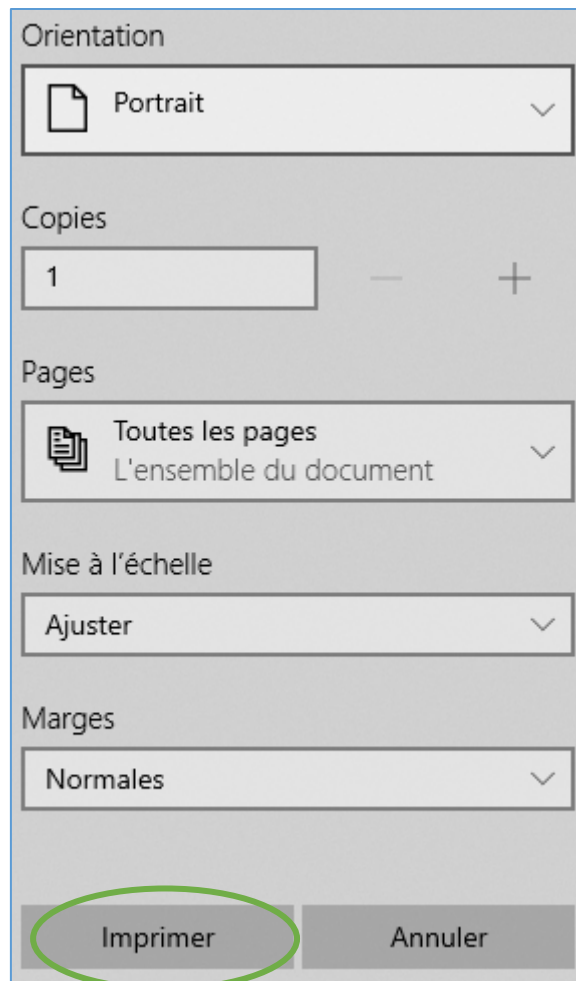 Orientation
Portrait
Copies
1
Pages
Toutes les pages
L'ensemble du document
Mise à l’échelle
Ajuster
Marges
Normales
Imprimer Annuler